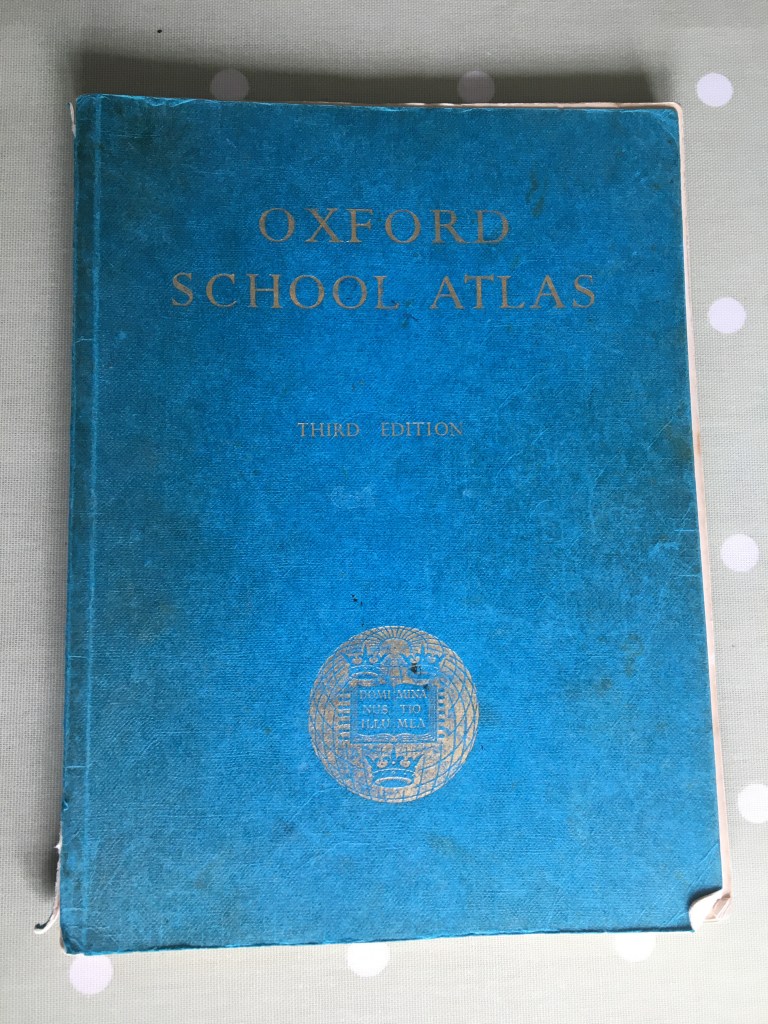 OXFORD
SCHOOL ATLAS
THIRD EDITION
DOMI MINA
NUS TIO
ILLU MEA